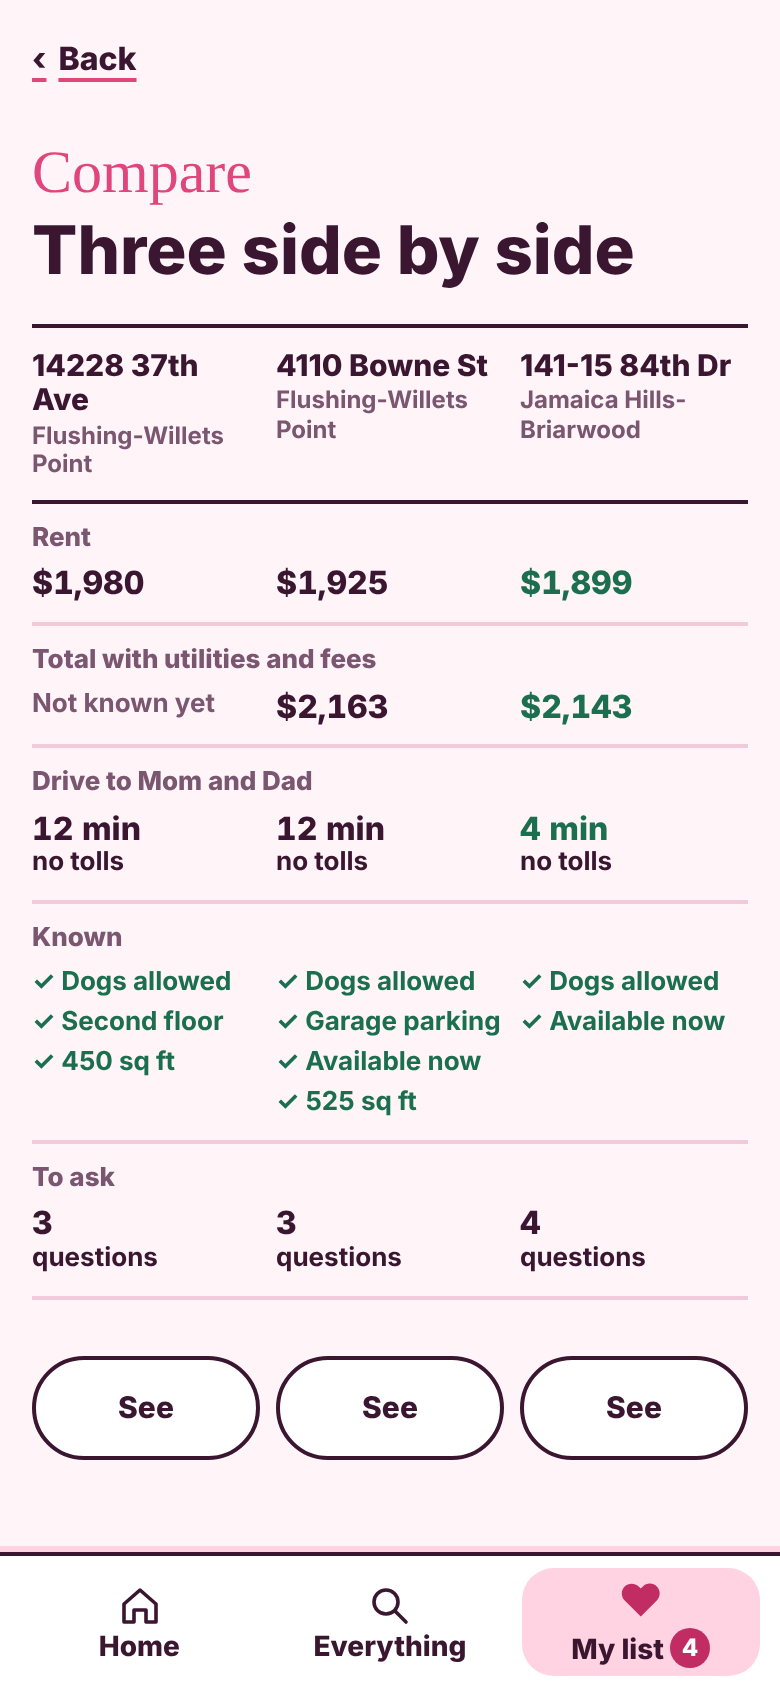 ‹ Back
Compare
Three side by side
14228 37th Ave
Flushing-Willets Point
4110 Bowne St
Flushing-Willets Point
141-15 84th Dr
Jamaica Hills-Briarwood
Rent
$1,980 $1,925 $1,899
Total with utilities and fees
Not known yet $2,163 $2,143
Drive to Mom and Dad
12 min 12 min 4 min
no tolls no tolls no tolls
Known
✓ Dogs allowed ✓ Dogs allowed ✓ Dogs allowed
✓ Second floor ✓ Garage parking ✓ Available now
✓ 450 sq ft ✓ Available now
✓ 525 sq ft
To ask
3 3 4
questions questions questions
See See See
Home Everything My list 4